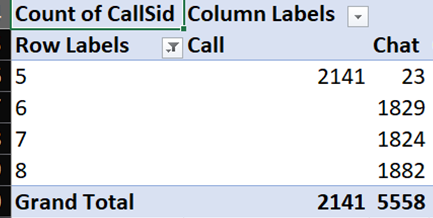 Count of CallSid Column Labels
Row Labels Call Chat
5 2141 23
6 1829
7 1824
8 1882
Grand Total 2141 5558